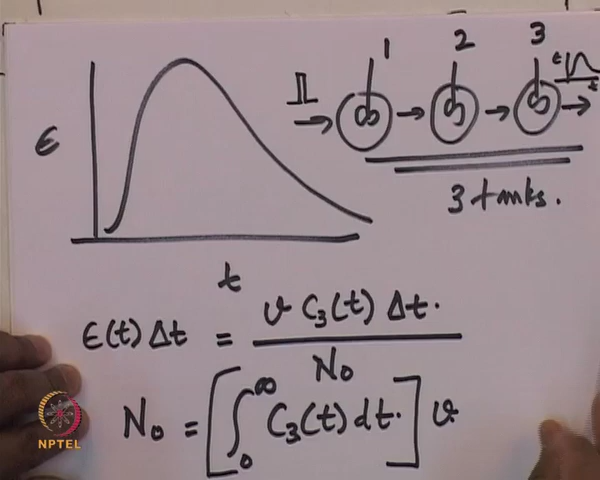 1 2 3
E
t
t
3 tanks.
t
E(t) Δt = v C₃(t) Δt.
N₀
N₀ = [∫₀^∞ C₃(t) dt.] v
NPTEL